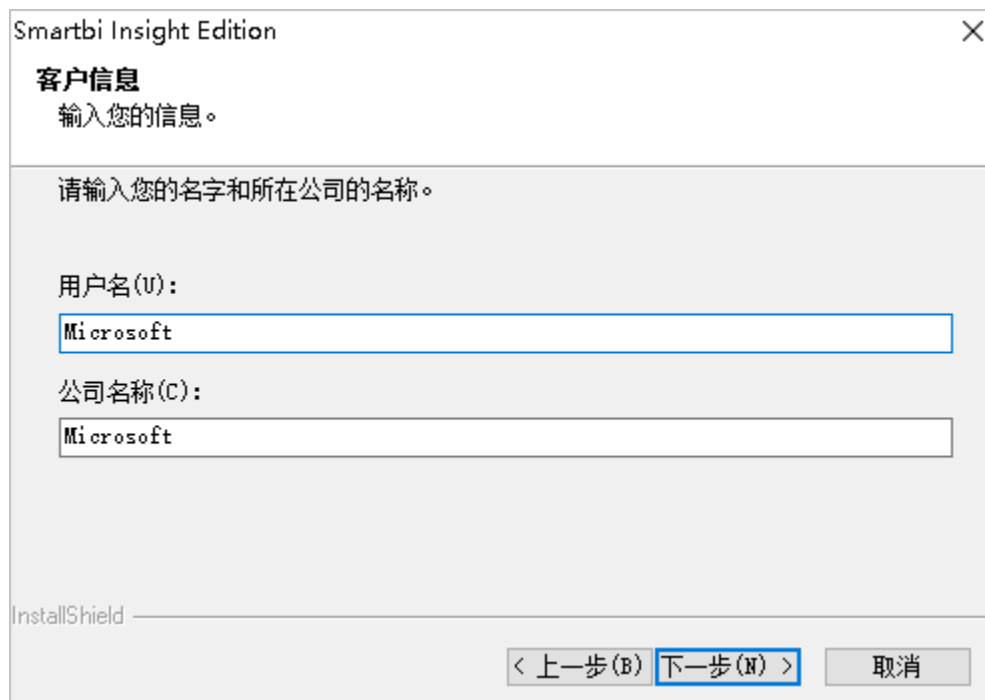 Smartbi Insight Edition
客户信息
输入您的信息。
请输入您的名字和所在公司的名称。
用户名(U):
Microsoft
公司名称(C):
Microsoft
InstallShield
< 上一步(B) 下一步(N) > 取消